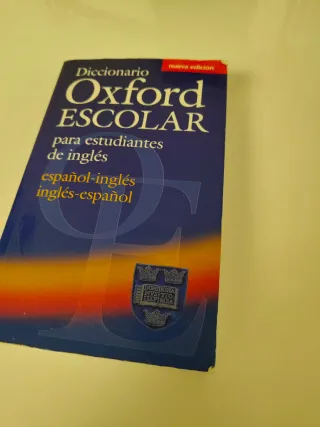 nueva edición
Diccionario
Oxford
ESCOLAR
para estudiantes
de inglés
español-inglés
inglés-español